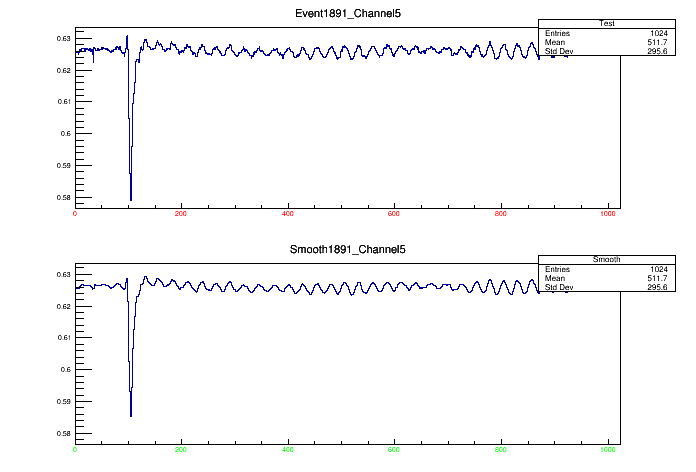 Event1891_Channel5
Test
Entries 1024
Mean 511.7
Std Dev 295.6
0.63
0.62
0.61
0.6
0.59
0.58
0 200 400 600 800 1000
Smooth1891_Channel5
Smooth
Entries 1024
Mean 511.7
Std Dev 295.6
0.63
0.62
0.61
0.6
0.59
0.58
0 200 400 600 800 1000